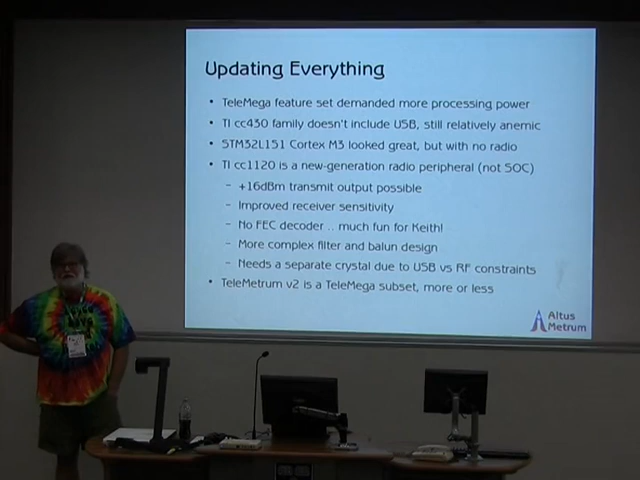 Updating Everything
• TeleMega feature set demanded more processing power
• TI cc430 family doesn't include USB, still relatively anemic
• STM32L151 Cortex M3 looked great, but with no radio
• TI cc1120 is a new-generation radio peripheral (not SOC)
– +16dBm transmit output possible
– Improved receiver sensitivity
– No FEC decoder .. much fun for Keith!
– More complex filter and balun design
– Needs a separate crystal due to USB vs RF constraints
• TeleMetrum v2 is a TeleMega subset, more or less
Altus
Metrum